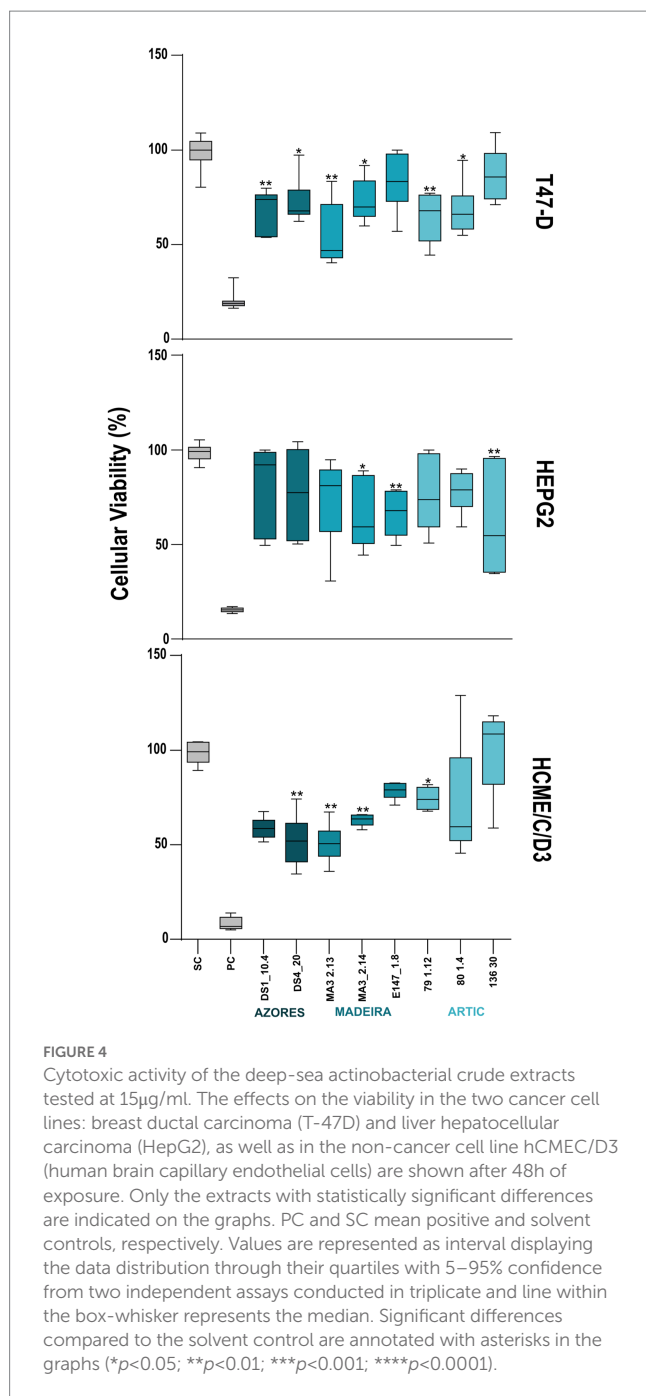 150
100
50
0
** * ** * ** *
T47-D
150
100
50
0
* ** **
HEPG2
150
100
50
0
** ** ** *
HCME/C/D3
Cellular Viability (%)
SC PC DS1_10.4 DS4_20 MA3 2.13 MA3_2.14 E147_1.8 79 1.12 80 1.4 136 30
AZORES MADEIRA ARTIC
FIGURE 4
Cytotoxic activity of the deep-sea actinobacterial crude extracts
tested at 15μg/ml. The effects on the viability in the two cancer cell
lines: breast ductal carcinoma (T-47D) and liver hepatocellular
carcinoma (HepG2), as well as in the non-cancer cell line hCMEC/D3
(human brain capillary endothelial cells) are shown after 48h of
exposure. Only the extracts with statistically significant differences
are indicated on the graphs. PC and SC mean positive and solvent
controls, respectively. Values are represented as interval displaying
the data distribution through their quartiles with 5–95% confidence
from two independent assays conducted in triplicate and line within
the box-whisker represents the median. Significant differences
compared to the solvent control are annotated with asterisks in the
graphs (*p<0.05; **p<0.01; ***p<0.001; ****p<0.0001).